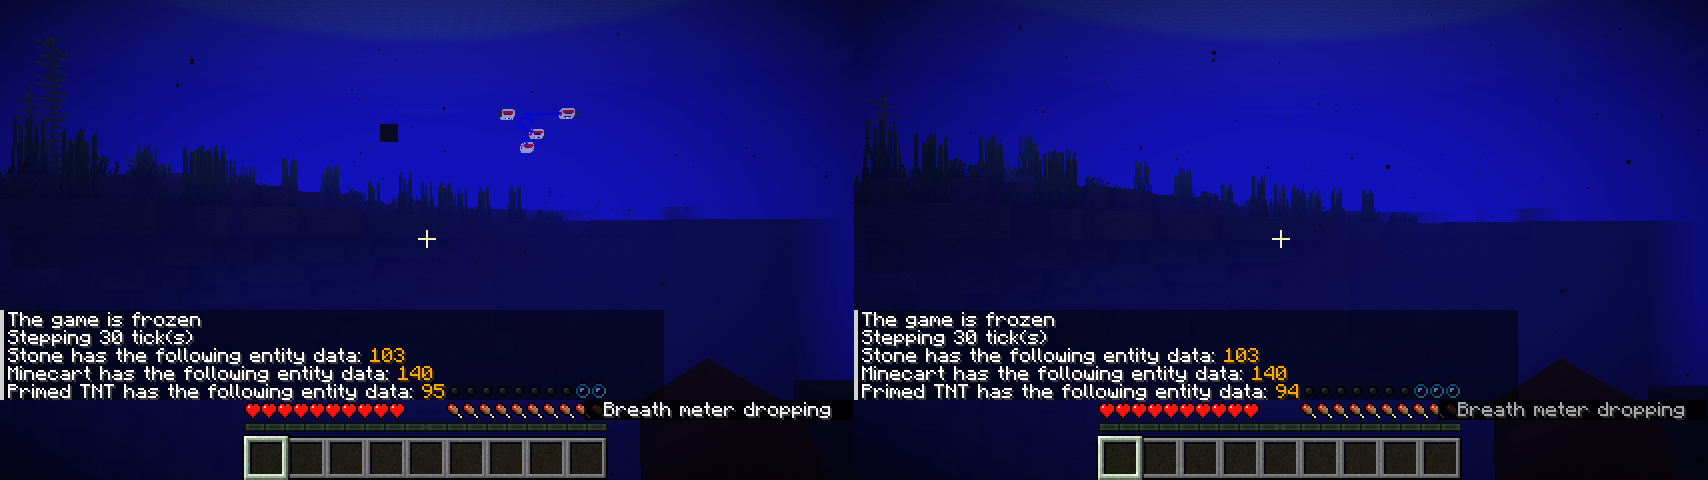 The game is frozen
Stepping 30 tick(s)
Stone has the following entity data: 103
Minecart has the following entity data: 140
Primed TNT has the following entity data: 95
Breath meter dropping
The game is frozen
Stepping 30 tick(s)
Stone has the following entity data: 103
Minecart has the following entity data: 140
Primed TNT has the following entity data: 94
Breath meter dropping